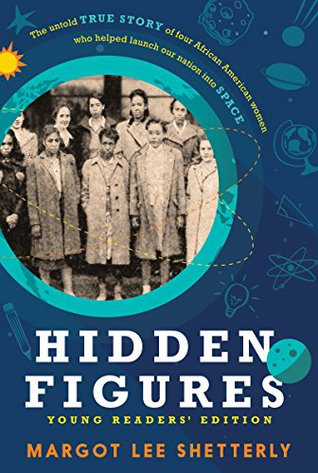 The untold TRUE STORY of four African American women
who helped launch our nation into SPACE
HIDDEN
FIGURES
YOUNG READERS' EDITION
MARGOT LEE SHETTERLY